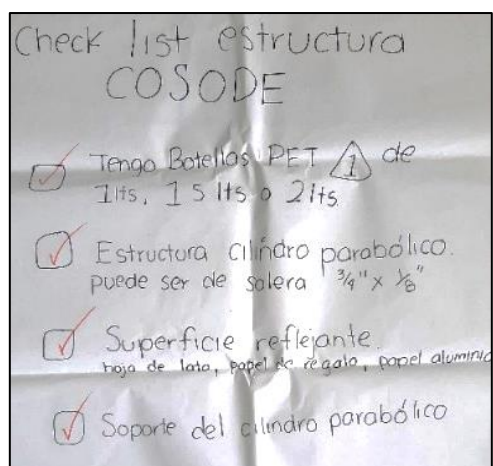 Check list estructura
COSODE
Tengo Botellas PET 1 de
1lts, 1 5 lts o 2lts.
Estructura cilindro parabólico.
puede ser de solera 3/4" x 1/8"
Superficie reflejante.
hoja de lata, papel de regalo, papel aluminio
Soporte del cilindro parabólico